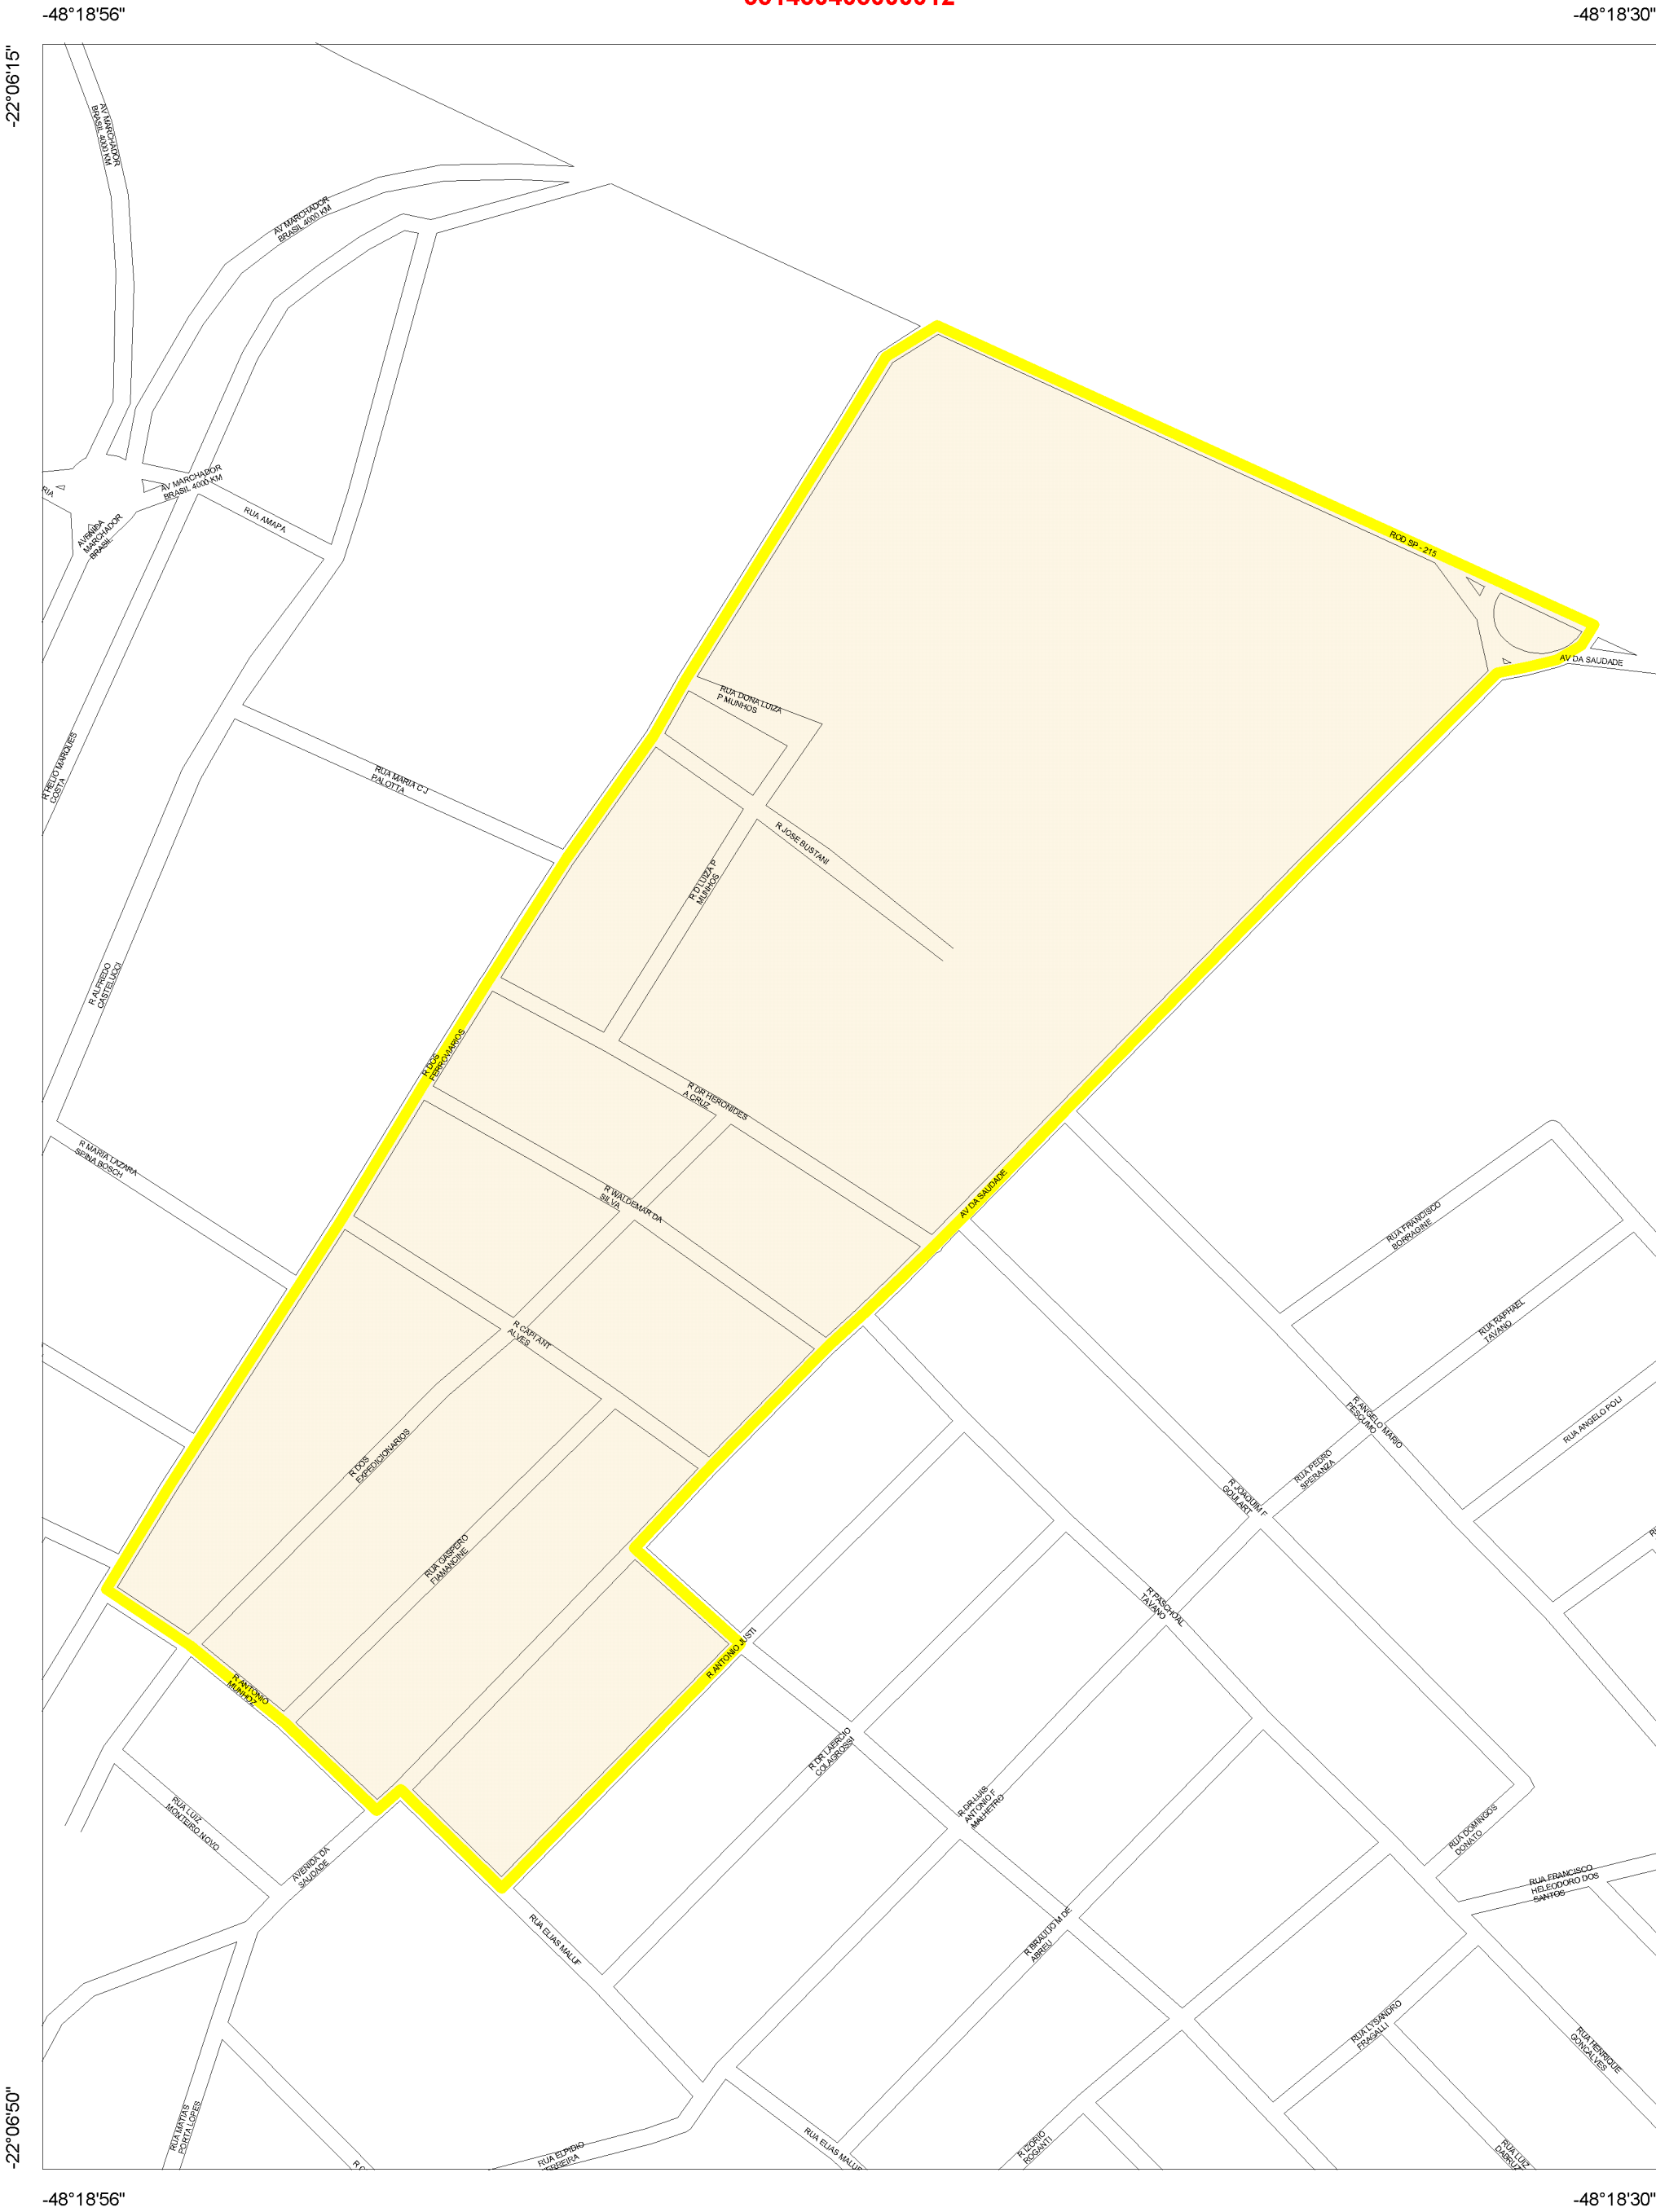 -48°18'56"
-48°18'30"
-22°06'15"
AV MARCHADOR
BRASIL 4000 KM
AV MARCHADOR
BRASIL 4000 KM
AV MARCHADOR
BRASIL 4000 KM
RIA
AVENIDA
MARCHADOR
BRASIL
RUA AMAPA
ROD SP - 215
AV DA SAUDADE
RUA DONA LUIZA
P MUNHOS
R HELIO MARQUES
COSTA
RUA MARIA C J
PALOTTA
R JOSE BUSTANI
R D LUIZA P
MUNHOS
R ALFREDO
CASTELUCCI
R DOS
FERROVIARIOS
R DR HERONIDES
A CRUZ
R MARIA LAZARA
SEINA BOSCH
AV DA SAUDADE
R WALDEMAR DA
SILVA
RUA FRANCISCO
BORRAGINE
RUA RAPHAEL
TAVANO
R CAPI ANT
ALVES
R ANGELO MARIO
PESCUMO
RUA ANGELO POLI
R DOS
EXPEDICIONARIOS
RUA PEDRO
SPERANZA
R JOAQUIM F
GOULART
RUA GASPERO
FIAMANCINE
R PASCHOAL
TAVANO
R ANTONIO JUSTI
R ANTONIO
MUNHOZ
R DR LAERCIO
COLAGROSSI
R DR LUIS
ANTONIO F
MALHETRO
RUA LUIZ
MONTEIRO NOVO
RUA DOMINGOS
DONATO
AVENIDA DA
SAUDADE
RUA FRANCISCO
HELEODORO DOS
SANTOS
RUA ELIAS MALUF
R BRAULIO M DE
ABREU
RUA LYSANDRO
FRAGALLI
RUA HENRIQUE
GONCALVES
RUA MATIAS
PORTA LOPES
RUA ELPIDIO
RUA ELIAS MALUF
R IZORIO
ROGANTI
RUA LUIZ
-22°06'50"
-48°18'56"
-48°18'30"